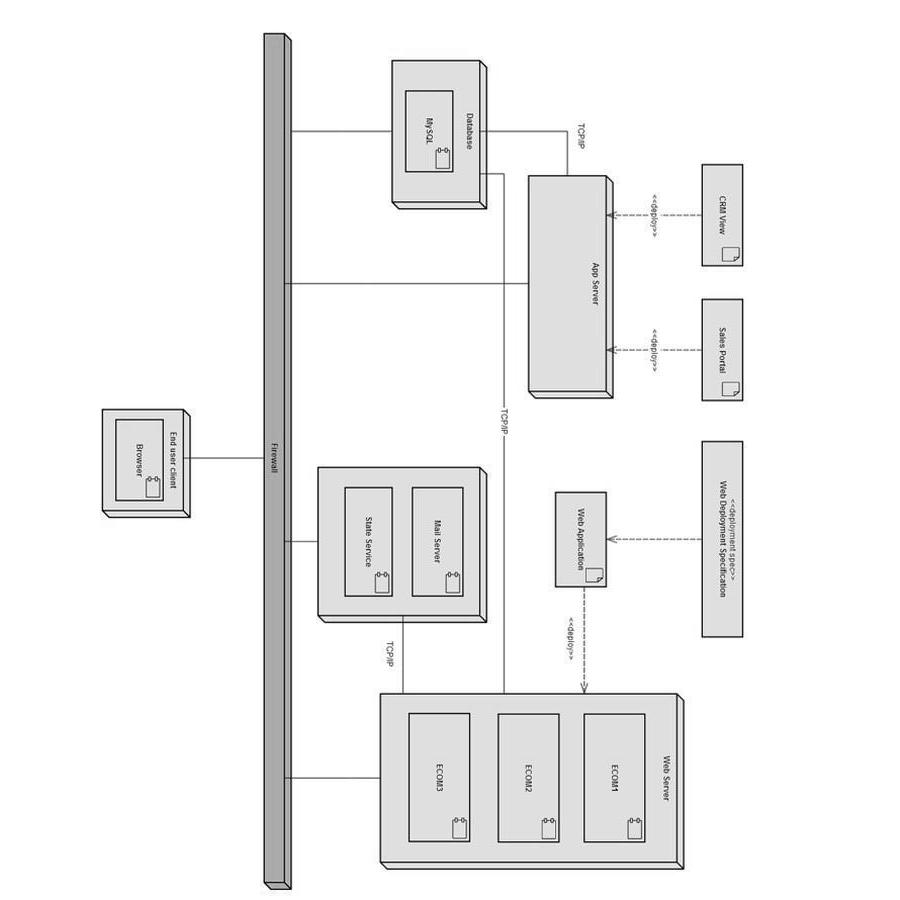 CRM View
Sales Portal
<<deployment spec>>
Web Deployment Specification
<<deploy>>
<<deploy>>
TCP/IP
App Server
Web Application
<<deploy>>
Web Server
ECOM1
ECOM2
ECOM3
Database
MySQL
TCP/IP
Mail Server
State Service
TCP/IP
Firewall
End user client
Browser